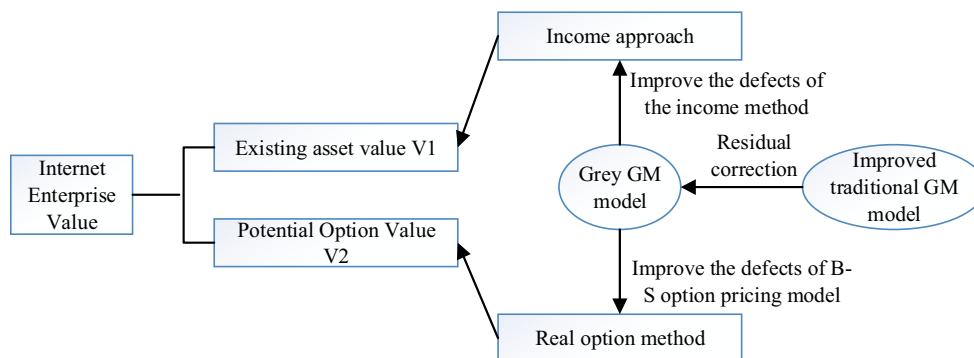 Income approach
Improve the defects of
the income method
Existing asset value V1
Residual
correction
Internet
Enterprise
Value
Grey GM
model
Improved
traditional GM
model
Potential Option Value
V2
Improve the defects of B-
S option pricing model
Real option method